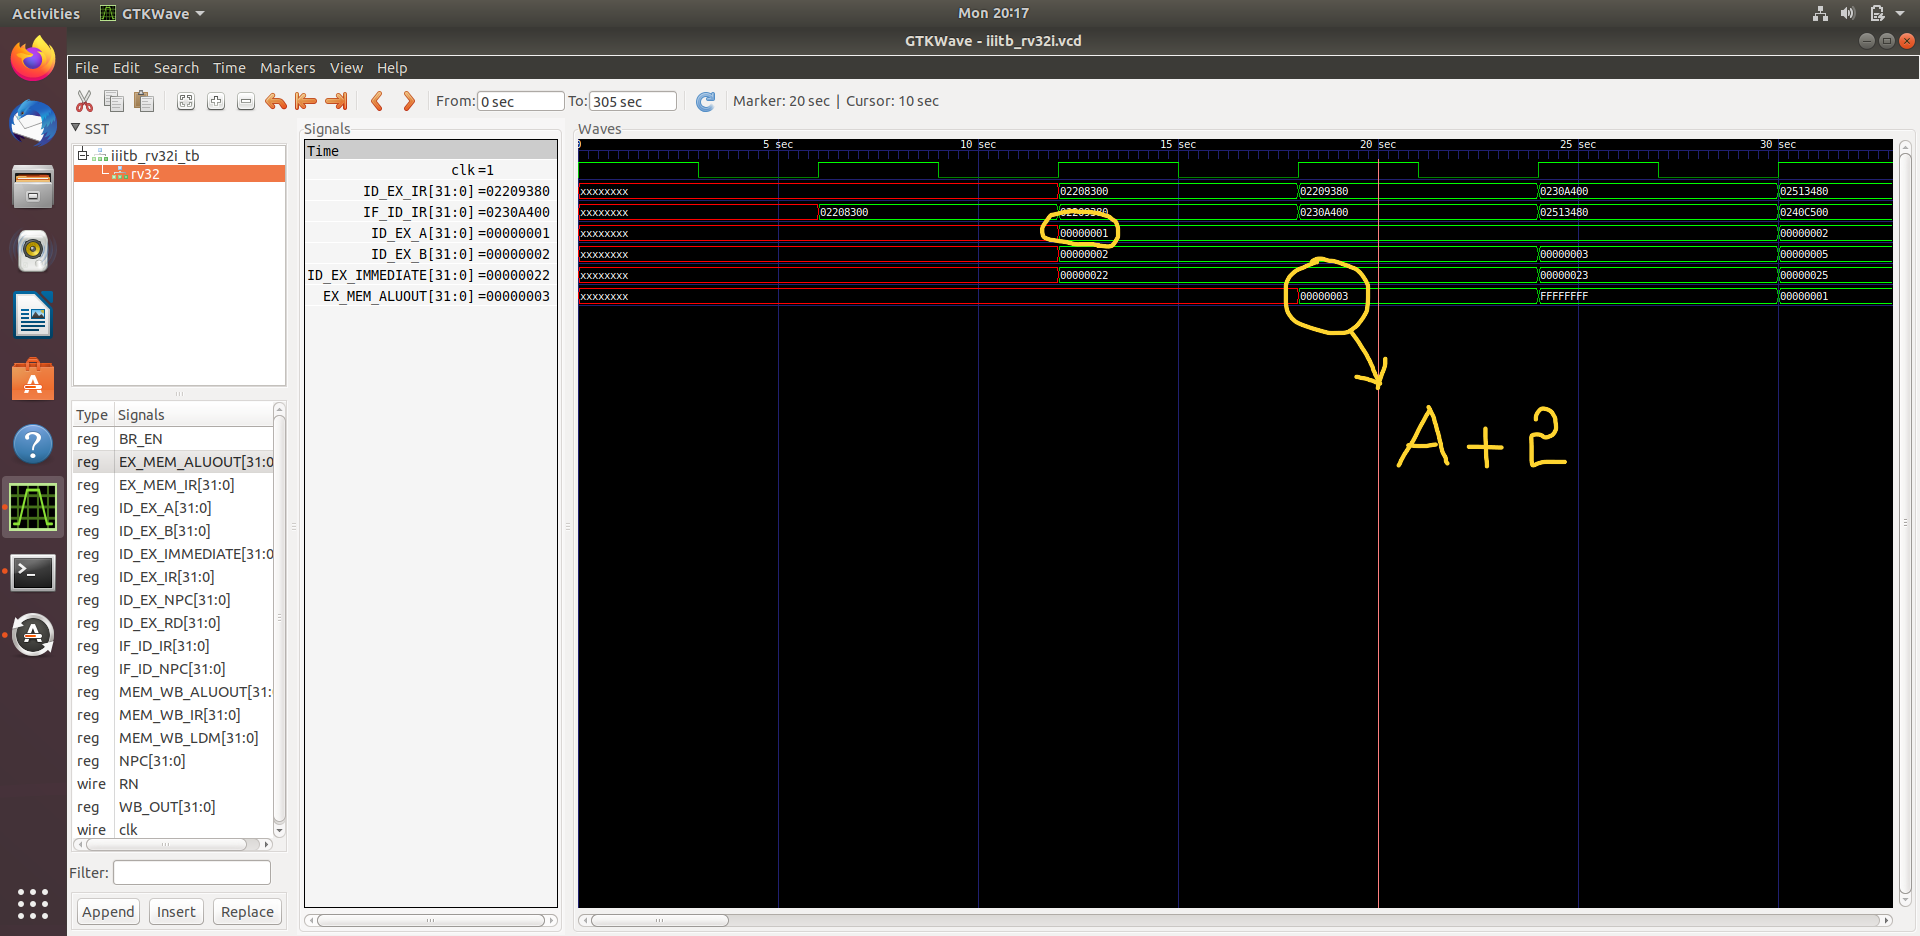 Activities GTKWave Mon 20:17
GTKWave - iiitb_rv32i.vcd
File Edit Search Time Markers View Help
From: 0 sec To: 305 sec Marker: 20 sec | Cursor: 10 sec
SST
iiitb_rv32i_tb
rv32
Type Signals
reg BR_EN
reg EX_MEM_ALUOUT[31:0
reg EX_MEM_IR[31:0]
reg ID_EX_A[31:0]
reg ID_EX_B[31:0]
reg ID_EX_IMMEDIATE[31:0
reg ID_EX_IR[31:0]
reg ID_EX_NPC[31:0]
reg ID_EX_RD[31:0]
reg IF_ID_IR[31:0]
reg IF_ID_NPC[31:0]
reg MEM_WB_ALUOUT[31:
reg MEM_WB_IR[31:0]
reg MEM_WB_LDM[31:0]
reg NPC[31:0]
wire RN
reg WB_OUT[31:0]
wire clk
Filter:
Append Insert Replace
Signals
Time
clk =1
ID_EX_IR[31:0] =02209380
IF_ID_IR[31:0] =0230A400
ID_EX_A[31:0] =00000001
ID_EX_B[31:0] =00000002
ID_EX_IMMEDIATE[31:0] =00000022
EX_MEM_ALUOUT[31:0] =00000003
Waves
0 5 sec 10 sec 15 sec 20 sec 25 sec 30 sec
xxxxxxxx 02208300 02209380 0230A400 02513480
xxxxxxxx 02208300 02209380 0230A400 02513480 0240C500
xxxxxxxx 00000001 00000002
xxxxxxxx 00000002 00000003 00000005
xxxxxxxx 00000022 00000023 00000025
xxxxxxxx 00000003 FFFFFFFF 00000001
A + 2